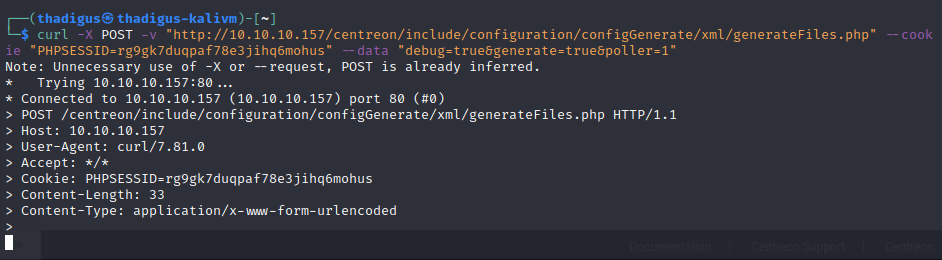 (thadigus㉿thadigus-kalivm)-[~]
$ curl -X POST -v "http://10.10.10.157/centreon/include/configuration/configGenerate/xml/generateFiles.php" --cook
ie "PHPSESSID=rg9gk7duqpaf78e3jihq6mohus" --data "debug=true&generate=true&poller=1"
Note: Unnecessary use of -X or --request, POST is already inferred.
*   Trying 10.10.10.157:80...
* Connected to 10.10.10.157 (10.10.10.157) port 80 (#0)
> POST /centreon/include/configuration/configGenerate/xml/generateFiles.php HTTP/1.1
> Host: 10.10.10.157
> User-Agent: curl/7.81.0
> Accept: */*
> Cookie: PHPSESSID=rg9gk7duqpaf78e3jihq6mohus
> Content-Length: 33
> Content-Type: application/x-www-form-urlencoded
>
Documentation | Centreon Support | Centreon